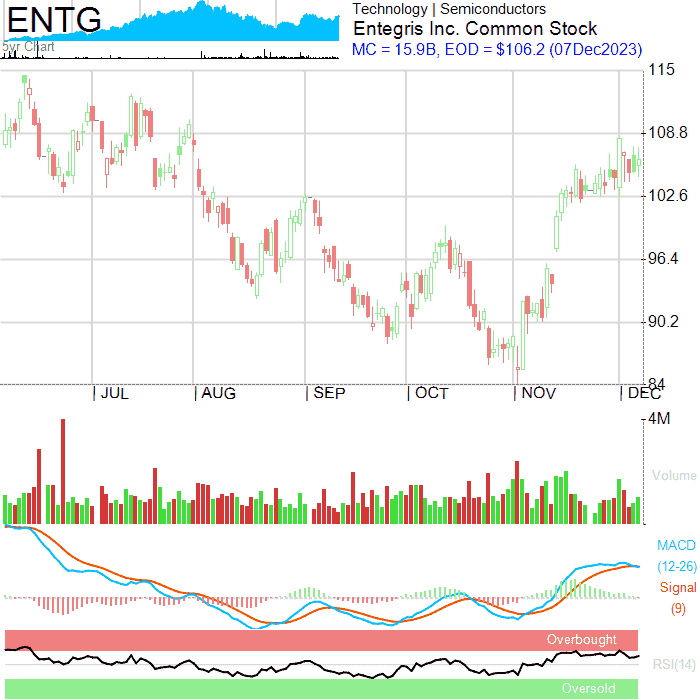 ENTG
5yr Chart
Technology | Semiconductors
Entegris Inc. Common Stock
MC = 15.9B, EOD = $106.2 (07Dec2023)
115
108.8
102.6
96.4
90.2
84
JUL AUG SEP OCT NOV DEC
4M
Volume
MACD
(12-26)
Signal
(9)
Overbought
RSI(14)
Oversold